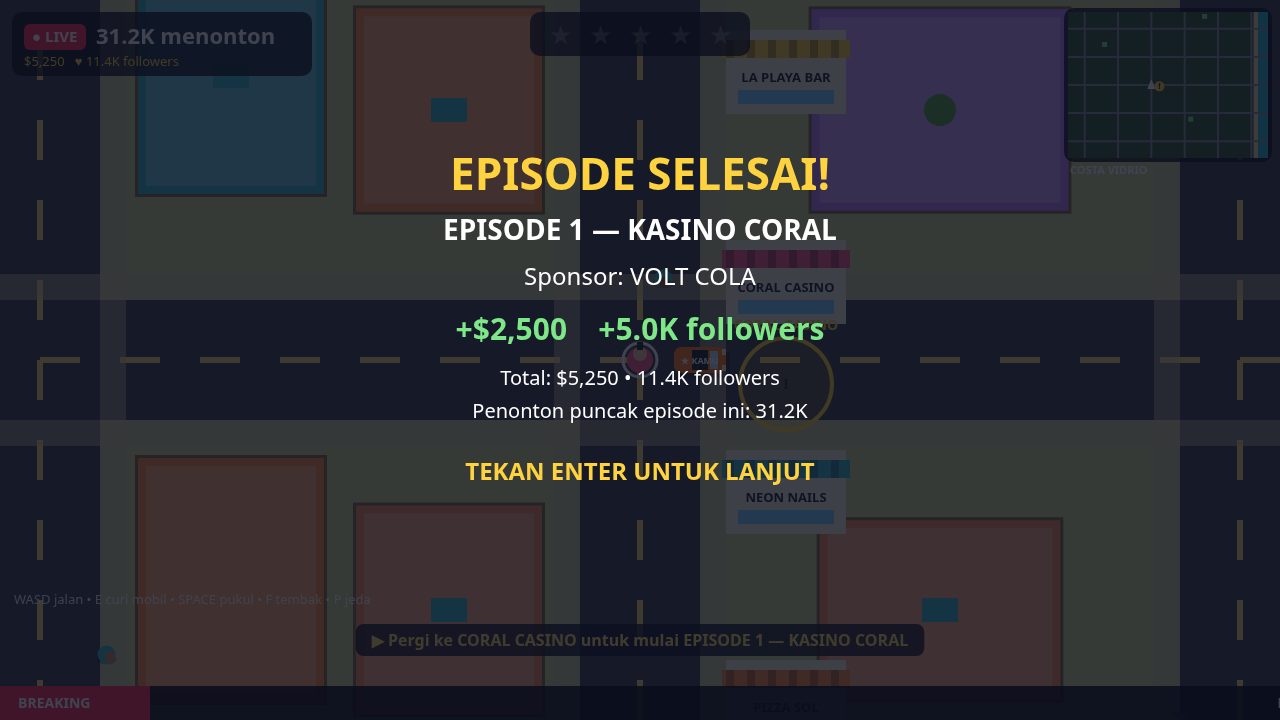 ● LIVE 31.2K menonton
$5,250 ♥ 11.4K followers
★ ★ ★ ★ ★
LA PLAYA BAR
COSTA VIDRIO
EPISODE SELESAI!
EPISODE 1 — KASINO CORAL
Sponsor: VOLT COLA
CORAL CASINO
+$2,500 +5.0K followers
★ KAM
Total: $5,250 • 11.4K followers
Penonton puncak episode ini: 31.2K
TEKAN ENTER UNTUK LANJUT
NEON NAILS
WASD jalan • E curi mobil • SPACE pukul • F tembak • P jeda
▶ Pergi ke CORAL CASINO untuk mulai EPISODE 1 — KASINO CORAL
BREAKING
PIZZA SOL